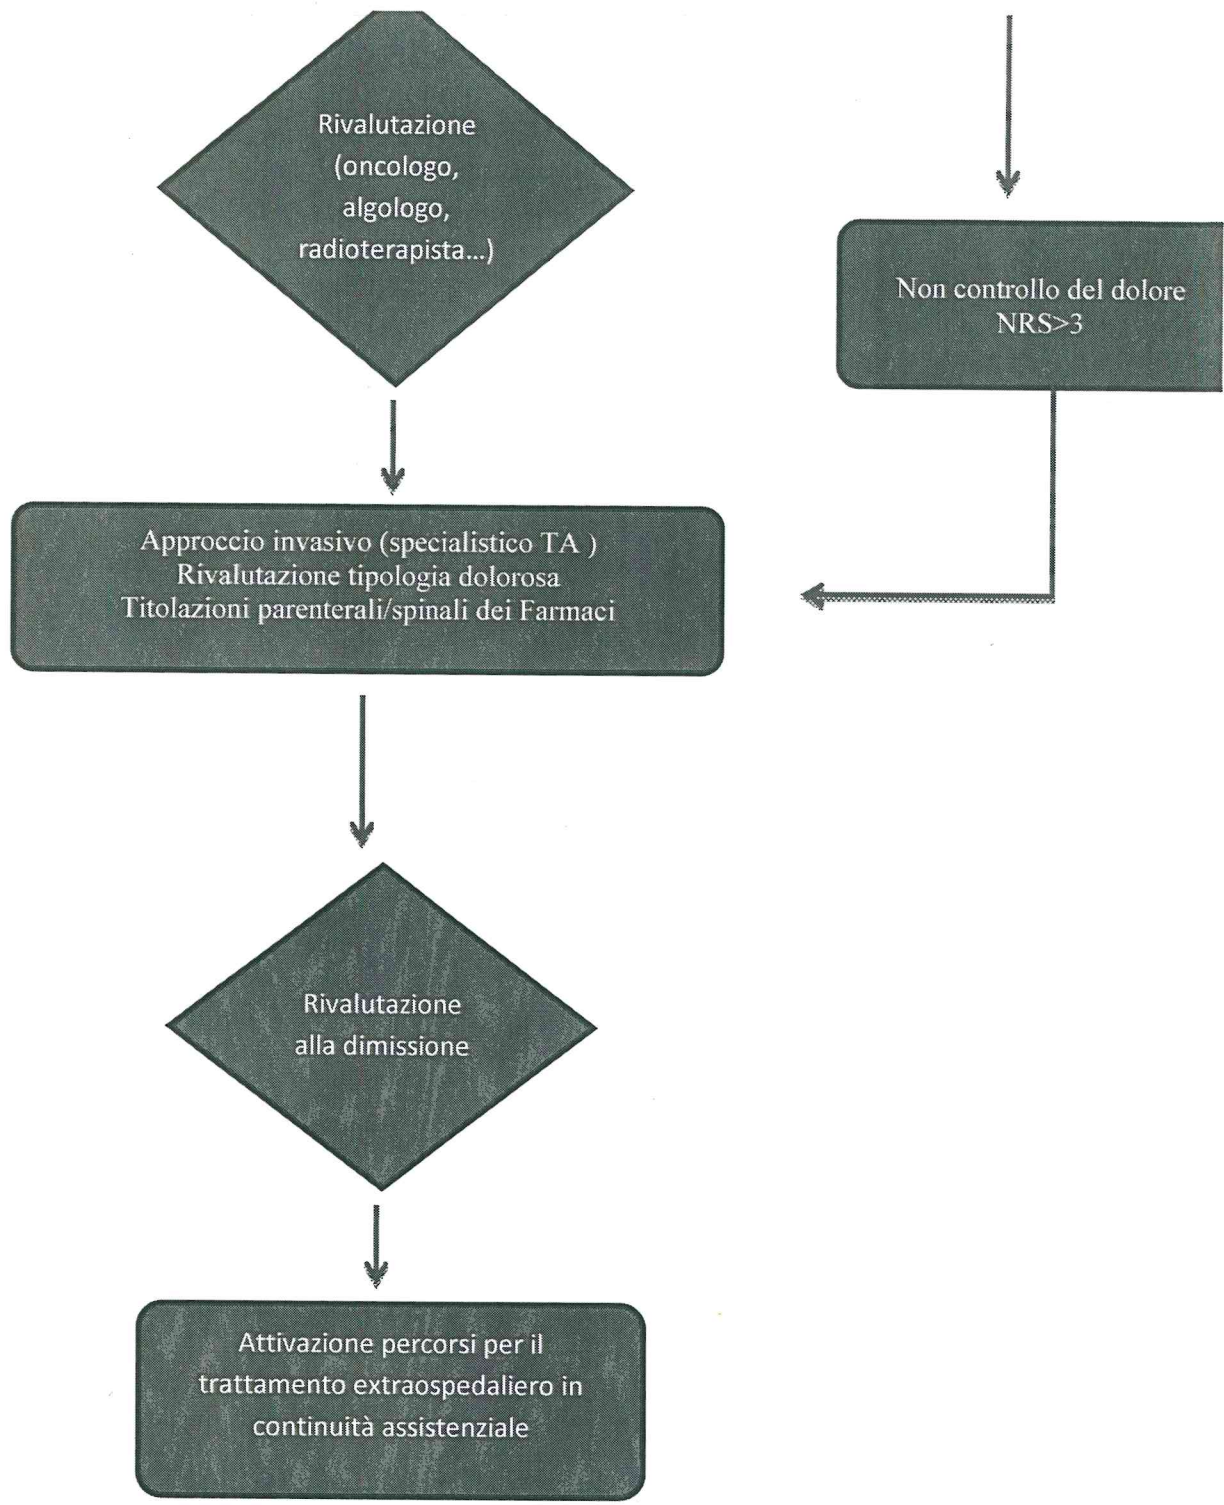 Rivalutazione
(oncologo,
algologo,
radioterapista...)
Non controllo del dolore
NRS>3
Approccio invasivo (specialistico TA )
Rivalutazione tipologia dolorosa
Titolazioni parenterali/spinali dei Farmaci
Rivalutazione
alla dimissione
Attivazione percorsi per il
trattamento extraospedaliero in
continuità assistenziale